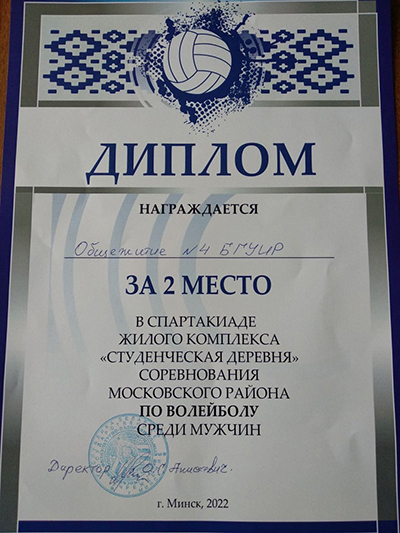 ДИПЛОМ
НАГРАЖДАЕТСЯ
Общежитие №4 БГУИР
ЗА 2 МЕСТО
В СПАРТАКИАДЕ
ЖИЛОГО КОМПЛЕКСА
«СТУДЕНЧЕСКАЯ ДЕРЕВНЯ»
СОРЕВНОВАНИЯ
МОСКОВСКОГО РАЙОНА
ПО ВОЛЕЙБОЛУ
СРЕДИ МУЖЧИН
Директор
г. Минск, 2022